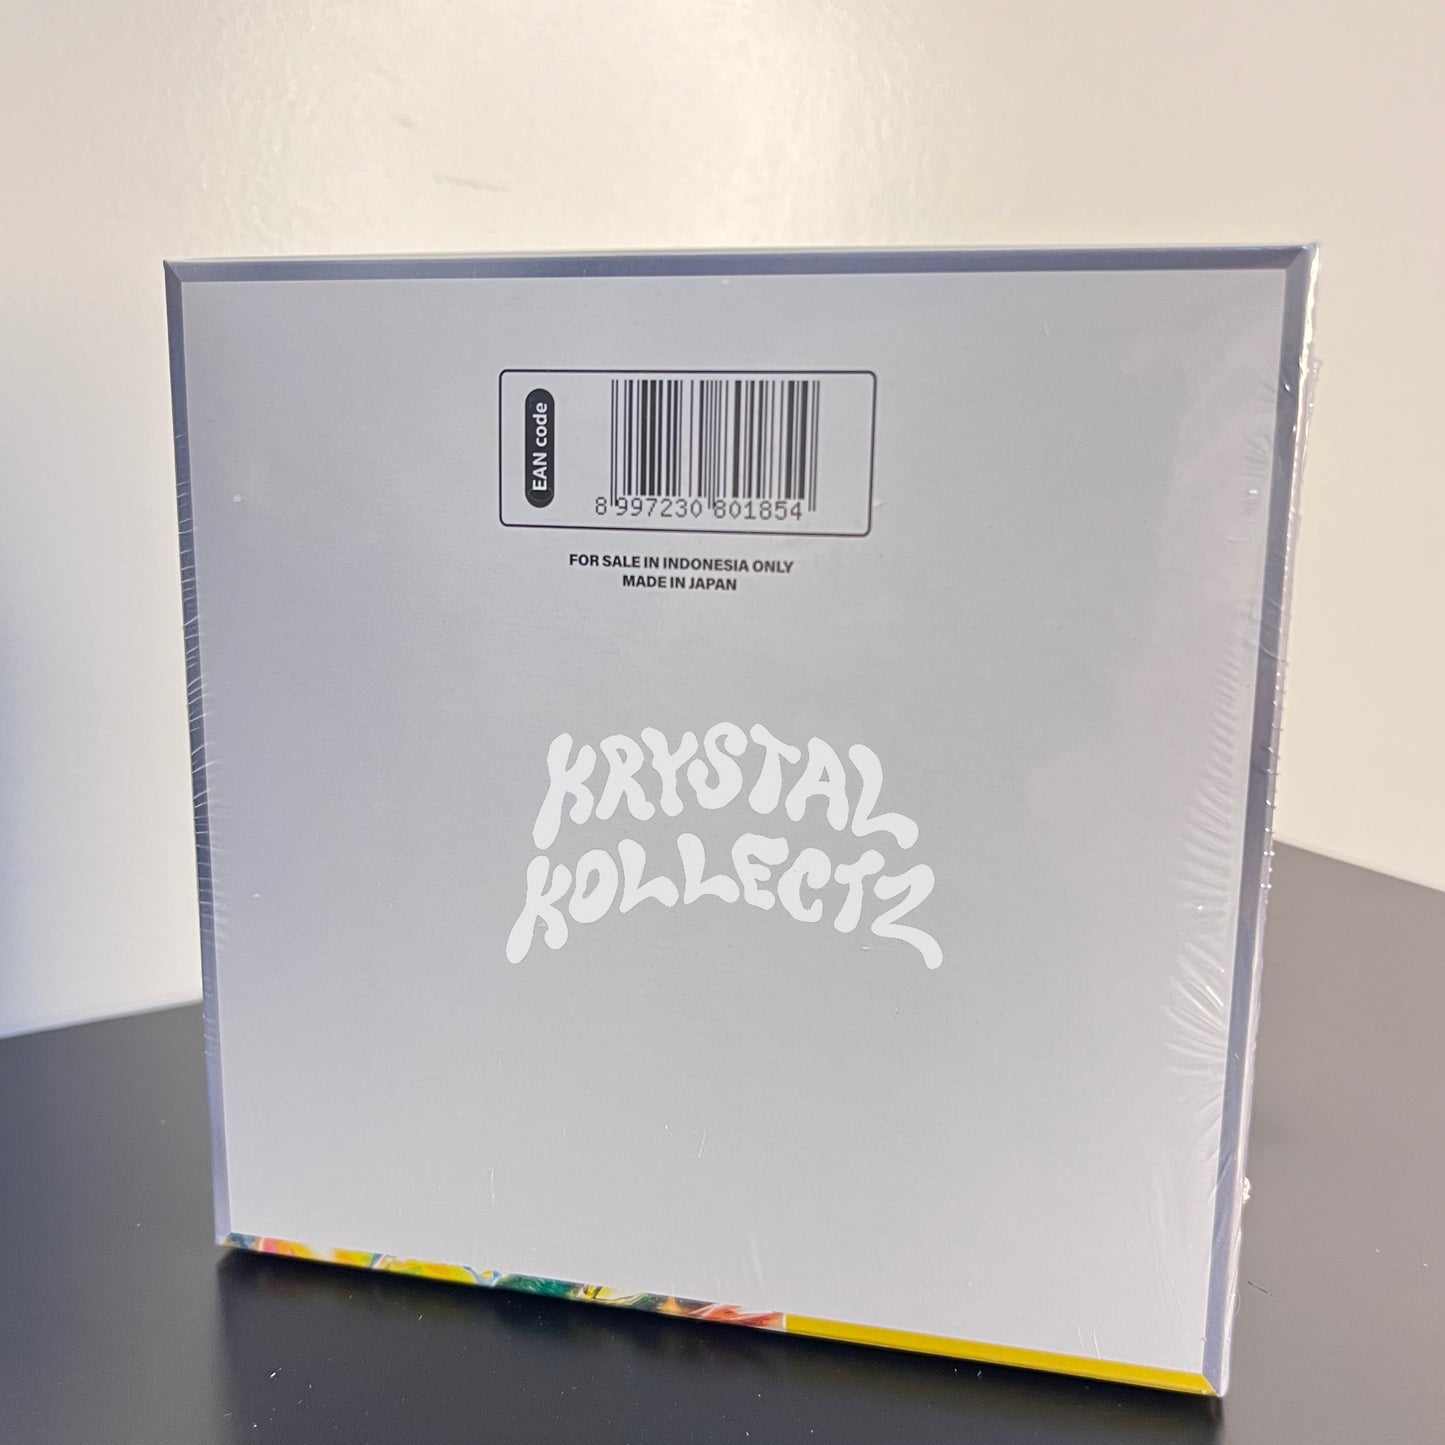 EAN code
8 997230 801854
FOR SALE IN INDONESIA ONLY
MADE IN JAPAN
KRYSTAL
KOLLECTZ